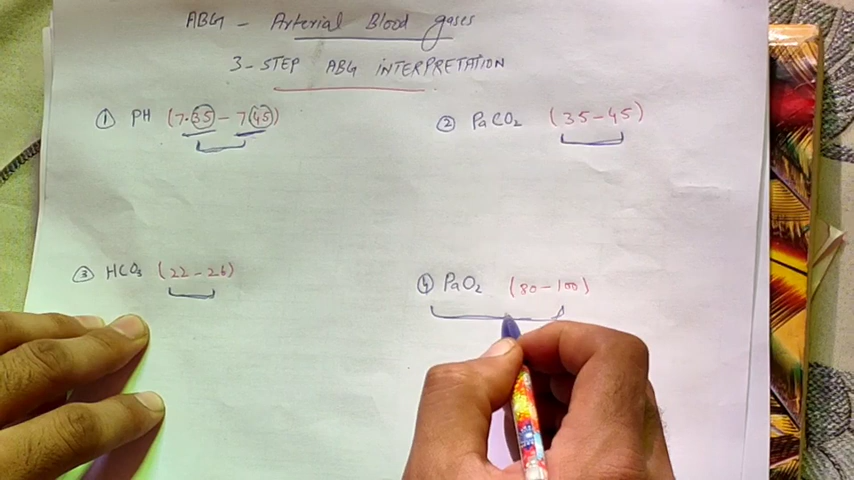 ABG - Arterial Blood gases
3-STEP ABG INTERPRETATION
① PH (7.35 - 7.45)
② PaCO₂ (35 - 45)
③ HCO₃ (22 - 26)
④ PaO₂ (80 - 100)